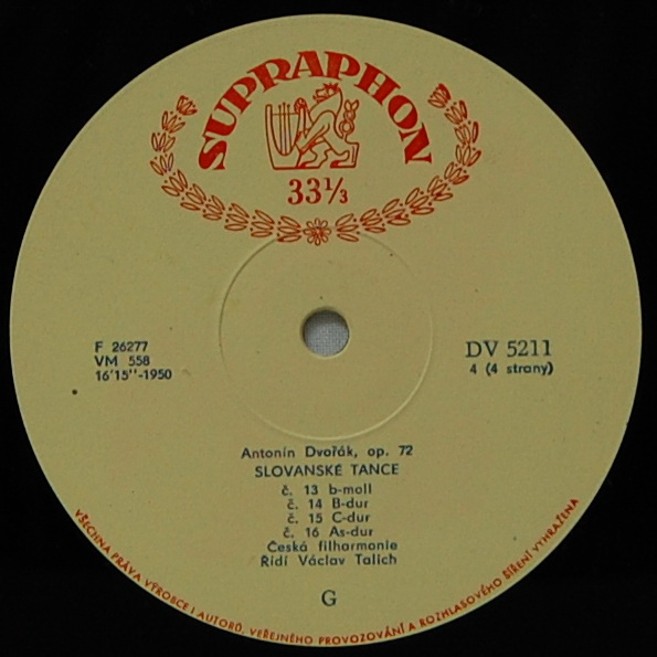 SUPRAPHON
33⅓
F 26277
VM 558
16'15''-1950
DV 5211
4 (4 strany)
Antonín Dvořák, op. 72
SLOVANSKÉ TANCE
č. 13 b-moll
č. 14 B-dur
č. 15 C-dur
č. 16 As-dur
Česká filharmonie
Řídí Václav Talich
G
VŠECHNA PRÁVA VÝROBCE I AUTORŮ, VEŘEJNÉHO PROVOZOVÁNÍ A ROZHLASOVÉHO ŠÍŘENÍ VYHRAŽENA